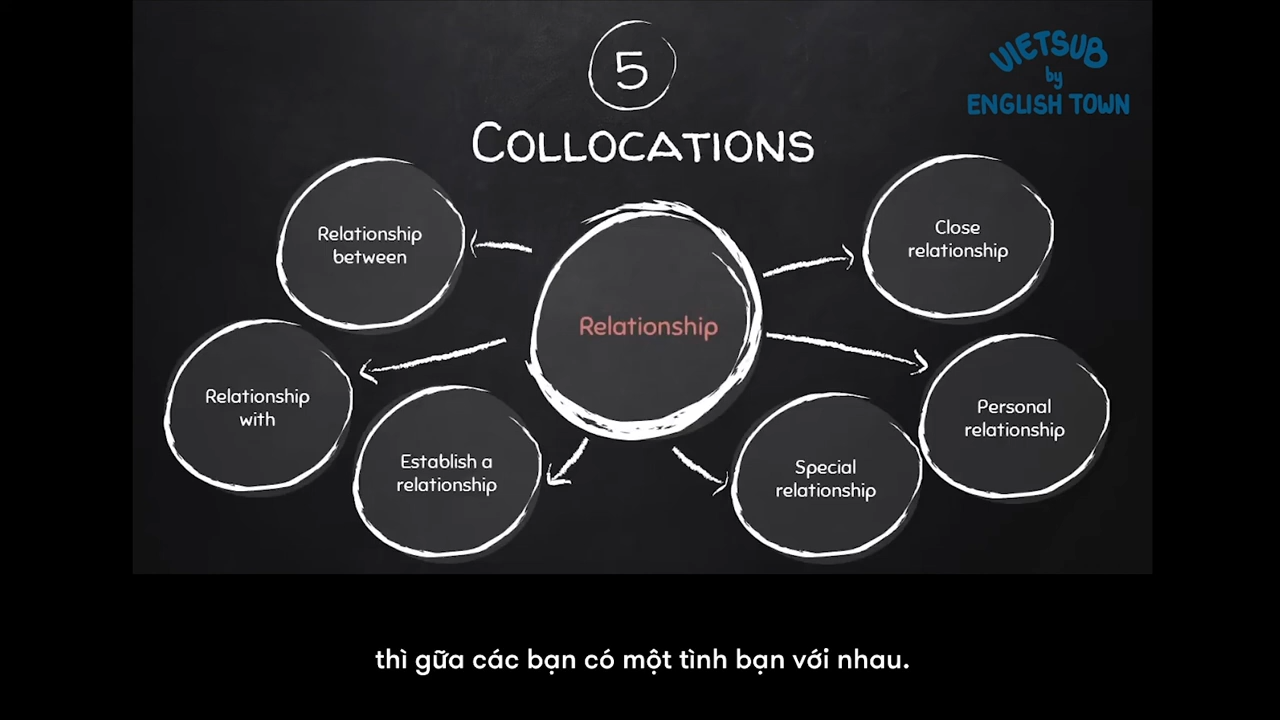 5
VIETSUB
by
ENGLISH TOWN
COLLOCATIONS
Relationship
between
Close
relationship
Relationship
Relationship
with
Personal
relationship
Establish a
relationship
Special
relationship
thì gữa các bạn có một tình bạn với nhau.